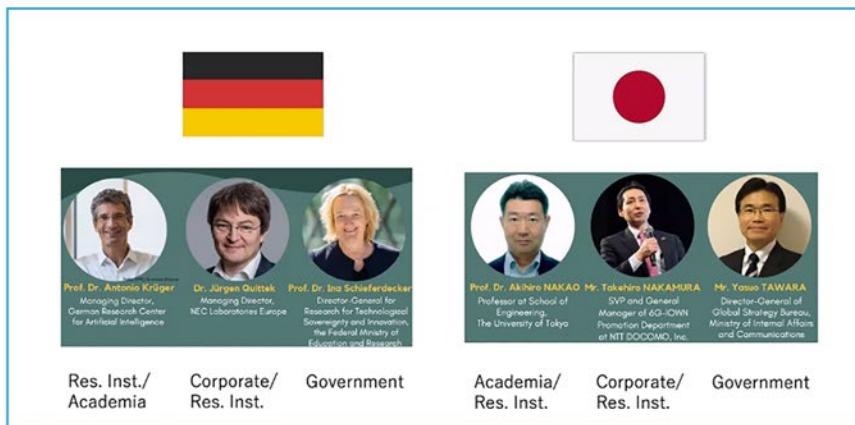 Prof. Dr. Antonio Krüger
Managing Director,
German Research Center
for Artificial Intelligence
Dr. Jürgen Quittek
Managing Director,
NEC Laboratories Europe
Prof. Dr. Ina Schieferdecker
Director-General for
Research for Technological
Sovereignty and Innovation,
the Federal Ministry of
Education and Research
Prof. Dr. Akihiro NAKAO
Professor at School of
Engineering,
The University of Tokyo
Mr. Takehiro NAKAMURA
SVP and General
Manager of 6G-IOWN
Promotion Department
at NTT DOCOMO, Inc.
Mr. Yasuo TAWARA
Director-General of
Global Strategy Bureau,
Ministry of Internal Affairs
and Communications
Res. Inst./
Academia
Corporate/
Res. Inst.
Government
Academia/
Res. Inst.
Corporate/
Res. Inst.
Government